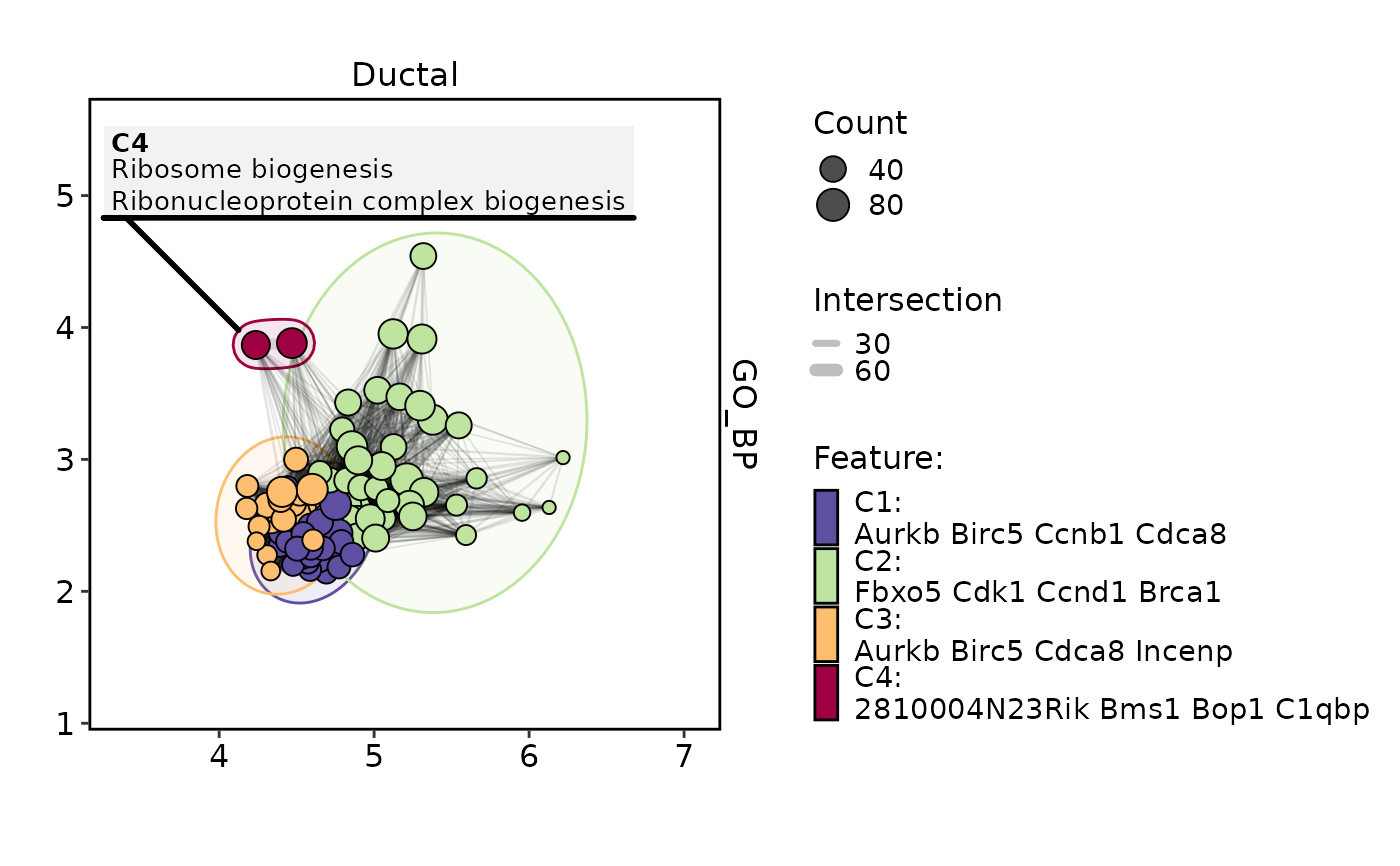 Ductal
C4
Ribosome biogenesis
Ribonucleoprotein complex biogenesis
5
4
3
2
1
4 5 6 7
GO_BP
Count
40
80
Intersection
30
60
Feature:
C1:
Aurkb Birc5 Ccnb1 Cdca8
C2:
Fbxo5 Cdk1 Ccnd1 Brca1
C3:
Aurkb Birc5 Cdca8 Incenp
C4:
2810004N23Rik Bms1 Bop1 C1qbp